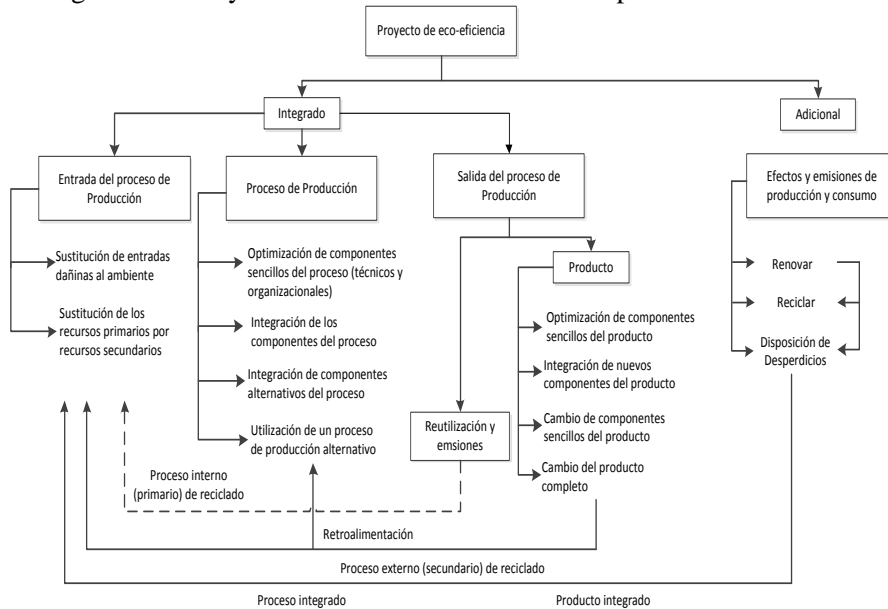 Proyecto de eco-eficiencia
Integrado
Adicional
Entrada del proceso de
Producción
Proceso de Producción
Salida del proceso de
Producción
Efectos y emisiones de
producción y consumo
Sustitución de entradas
dañinas al ambiente
Sustitución de los
recursos primarios por
recursos secundarios
Optimización de componentes
sencillos del proceso (técnicos y
organizacionales)
Integración de los
componentes del proceso
Integración de componentes
alternativos del proceso
Utilización de un proceso
de producción alternativo
Reutilización y
emsiones
Producto
Optimización de componentes
sencillos del producto
Integración de nuevos
componentes del producto
Cambio de componentes
sencillos del producto
Cambio del producto
completo
Renovar
Reciclar
Disposición de
Desperdicios
Proceso interno
(primario) de reciclado
Retroalimentación
Proceso externo (secundario) de reciclado
Proceso integrado
Producto integrado